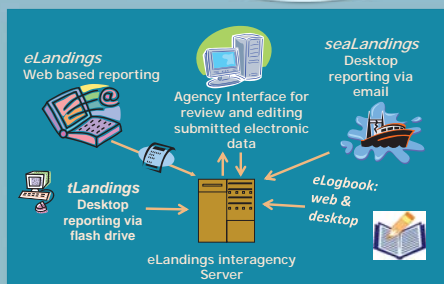 eLandings
Web based reporting
Agency Interface for
review and editing
submitted electronic
data
seaLandings
Desktop
reporting via
email
tLandings
Desktop
reporting via
flash drive
eLogbook:
web &
desktop
eLandings interagency
Server